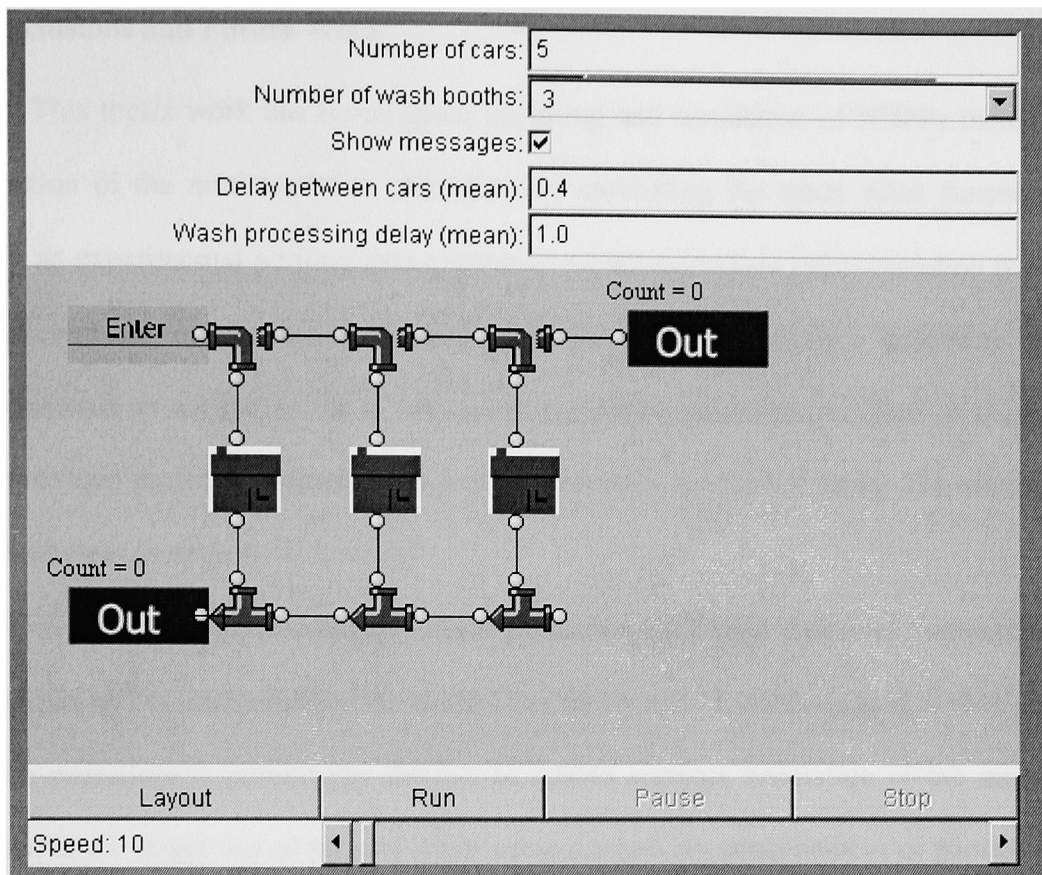 Number of cars: 5
Number of wash booths: 3
Show messages:
Delay between cars (mean): 0.4
Wash processing delay (mean): 1.0
Count = 0
Enter
Out
Count = 0
Out
Layout Run Pause Stop
Speed: 10